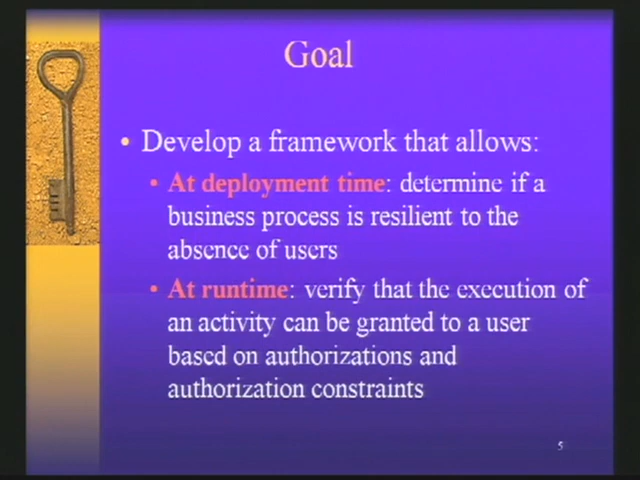 Goal
• Develop a framework that allows:
• At deployment time: determine if a
business process is resilient to the
absence of users
• At runtime: verify that the execution of
an activity can be granted to a user
based on authorizations and
authorization constraints
5